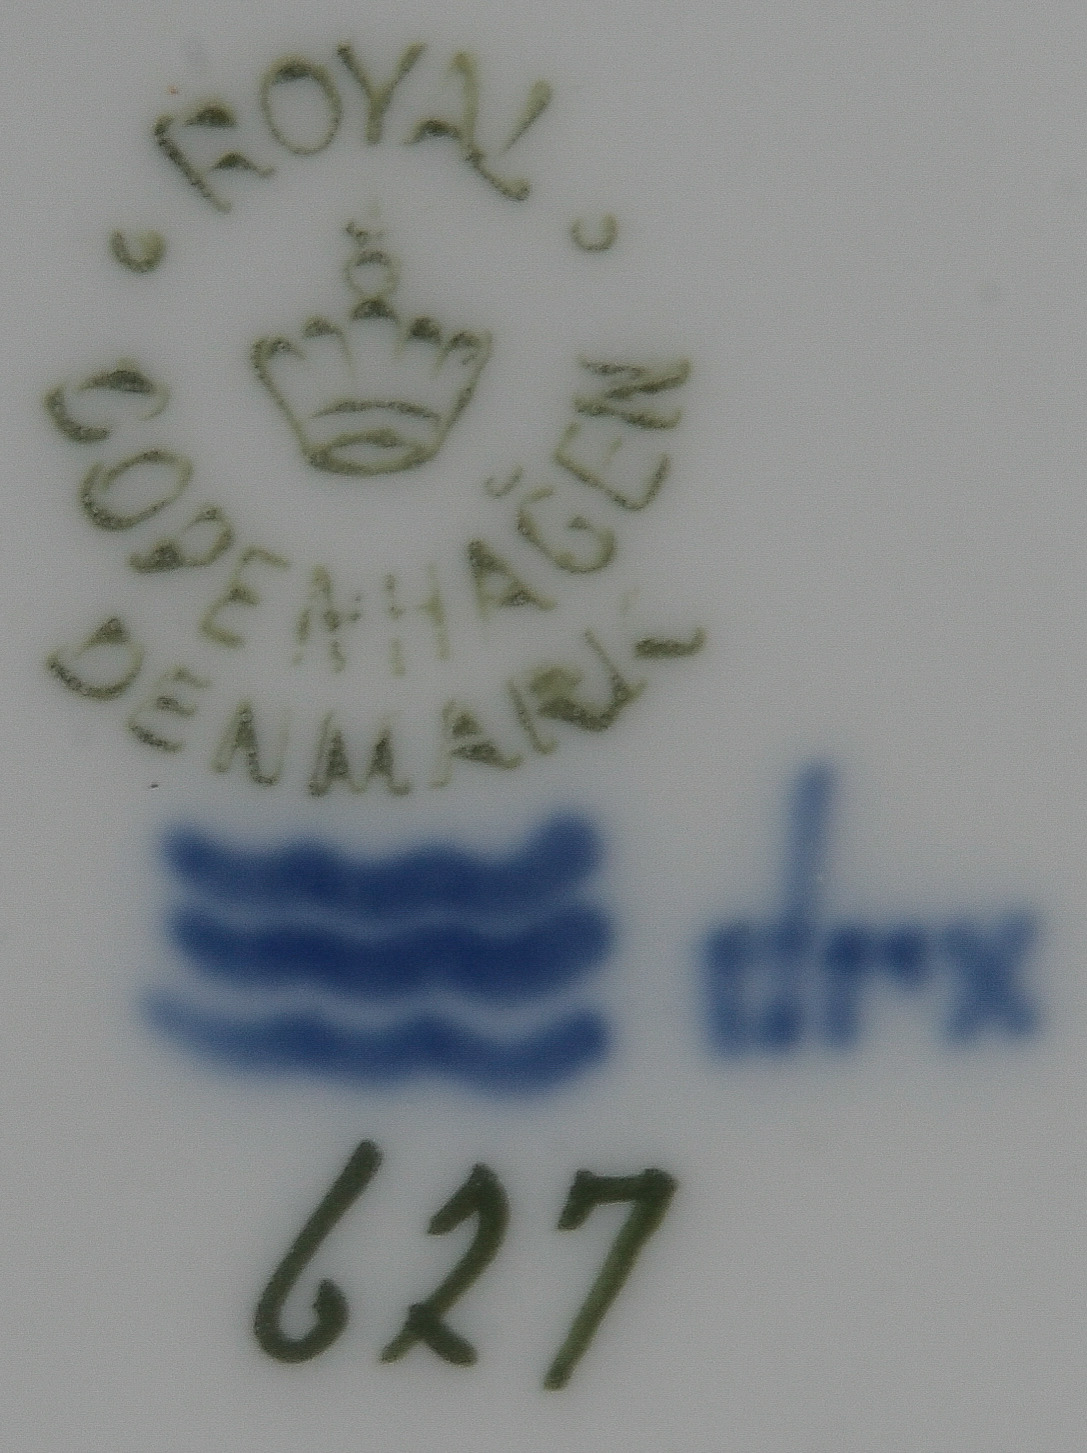 ROYAL
COPENHAGEN
DENMARK
627